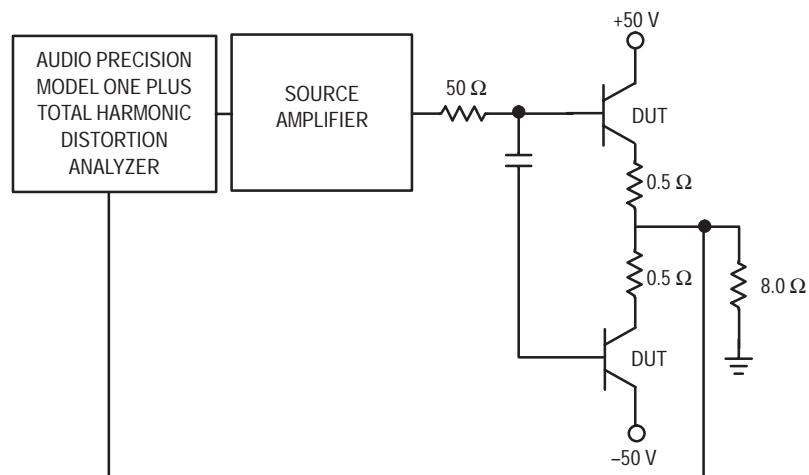 AUDIO PRECISION
MODEL ONE PLUS
TOTAL HARMONIC
DISTORTION
ANALYZER
SOURCE
AMPLIFIER
50 Ω
+50 V
DUT
0.5 Ω
0.5 Ω
8.0 Ω
DUT
–50 V